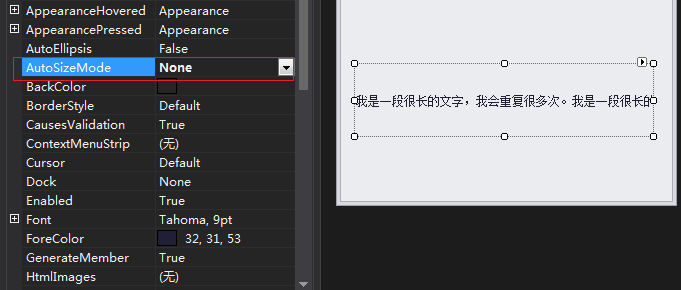 AppearanceHovered Appearance
AppearancePressed Appearance
AutoEllipsis False
AutoSizeMode None
BackColor
BorderStyle Default
CausesValidation True
ContextMenuStrip (无)
Cursor Default
Dock None
Enabled True
Font Tahoma, 9pt
ForeColor 32, 31, 53
GenerateMember True
HtmlImages (无)
我是一段很长的文字，我会重复很多次。我是一段很长的